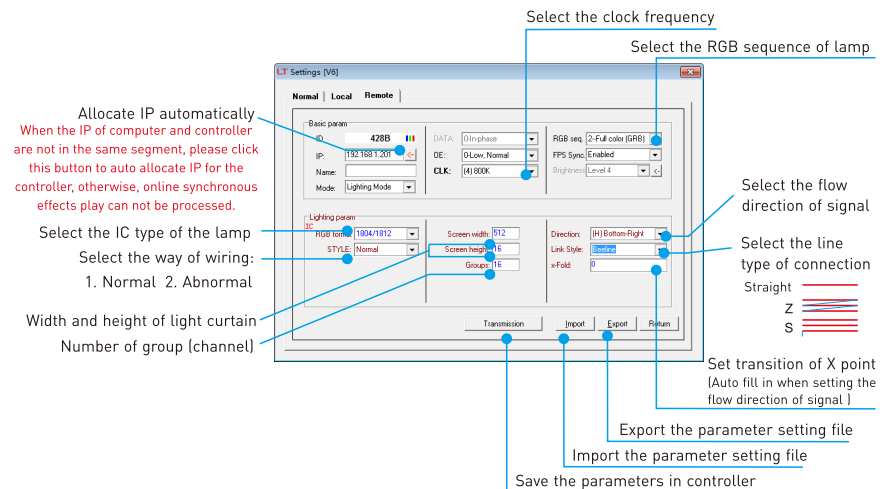 Select the clock frequency
Select the RGB sequence of lamp
LT Settings [V6]
Normal | Local | Remote |
Allocate IP automatically
When the IP of computer and controller
are not in the same segment, please click
this button to auto allocate IP for the
controller, otherwise, online synchronous
effects play can not be processed.
Basic param
ID 428B
IP: 192.168.1.201 <-
Name:
Mode: Lighting Mode
DATA: 0-In-phase
OE: 0-Low, Normal
CLK: (4) 800K
RGB seq. 2-Full color (GRB)
FPS Sync. Enabled
Brightness Level 4 <-
Select the IC type of the lamp
Select the way of wiring:
1. Normal 2. Abnormal
Width and height of light curtain
Number of group (channel)
Lighting param
IC
RGB format: 1804/1812
STYLE: Normal
Screen width: 512
Screen height: 16
Groups: 16
Direction: (H) Bottom-Right
Link Style: Beeline
x-Fold: 0
Transmission
Import
Export
Return
Select the flow
direction of signal
Select the line
type of connection
Straight
Z
S
Set transition of X point
(Auto fill in when setting the
flow direction of signal )
Export the parameter setting file
Import the parameter setting file
Save the parameters in controller